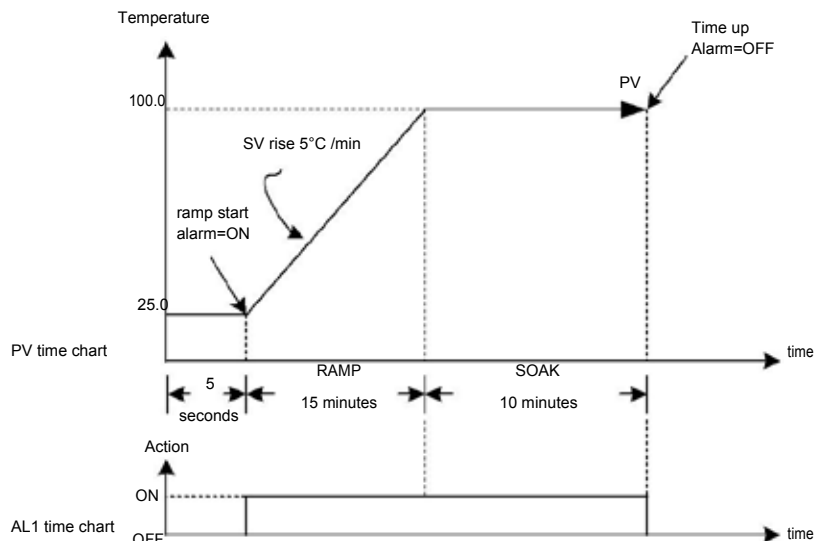 Temperature
Time up
Alarm=OFF
PV
100.0
SV rise 5°C /min
ramp start
alarm=ON
25.0
PV time chart
time
RAMP
SOAK
5
seconds
15 minutes
10 minutes
Action
ON
AL1 time chart
OFF
time